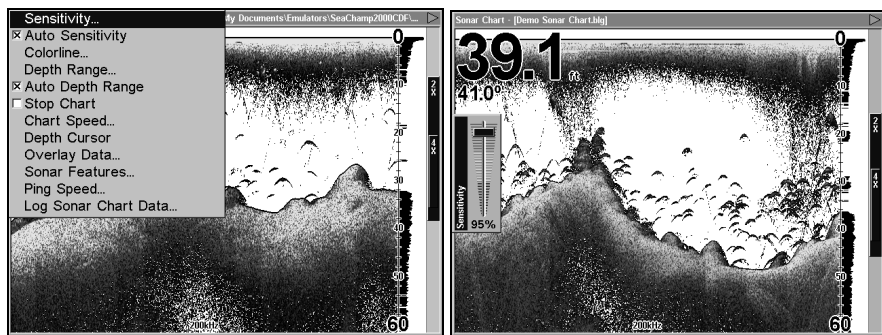 Sensitivity...
Auto Sensitivity
Colorline...
Depth Range...
Auto Depth Range
Stop Chart
Chart Speed...
Depth Cursor
Overlay Data...
Sonar Features...
Ping Speed...
Log Sonar Chart Data...
My Documents\Emulators\SeaChamp2000CDF\...
0
10
20
30
40
50
60
2X
4X
200kHz
Sonar Chart - [Demo Sonar Chart.blg]
39.1 ft
41.0°
Sensitivity
95%
0
10
20
30
40
50
60
2X
4X
200kHz